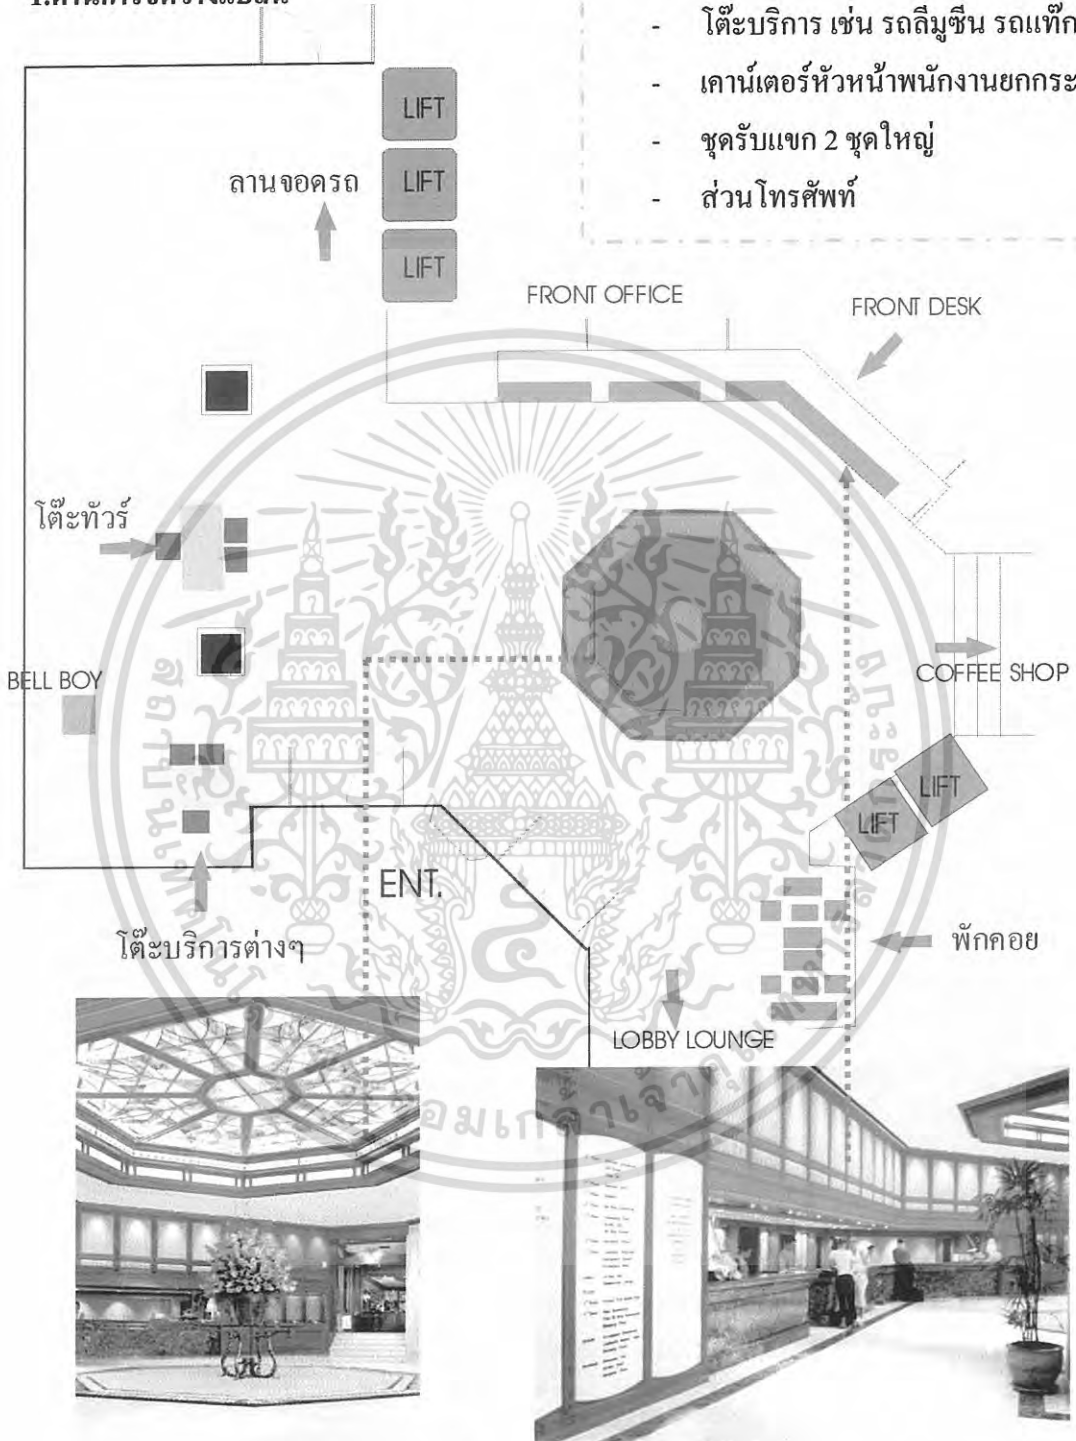 - โต๊ะบริการ เช่น รถลีมูซีน รถแท๊ก
- เคาน์เตอร์หัวหน้าพนักงานยกกระ
- ชุดรับแขก 2 ชุดใหญ่
- ส่วนโทรศัพท์
LIFT
ลานจอดรถ
LIFT
LIFT
FRONT OFFICE
FRONT DESK
โต๊ะทัวร์
BELL BOY
COFFEE SHOP
LIFT
LIFT
ENT.
พักคอย
โต๊ะบริการต่างๆ
LOBBY LOUNGE